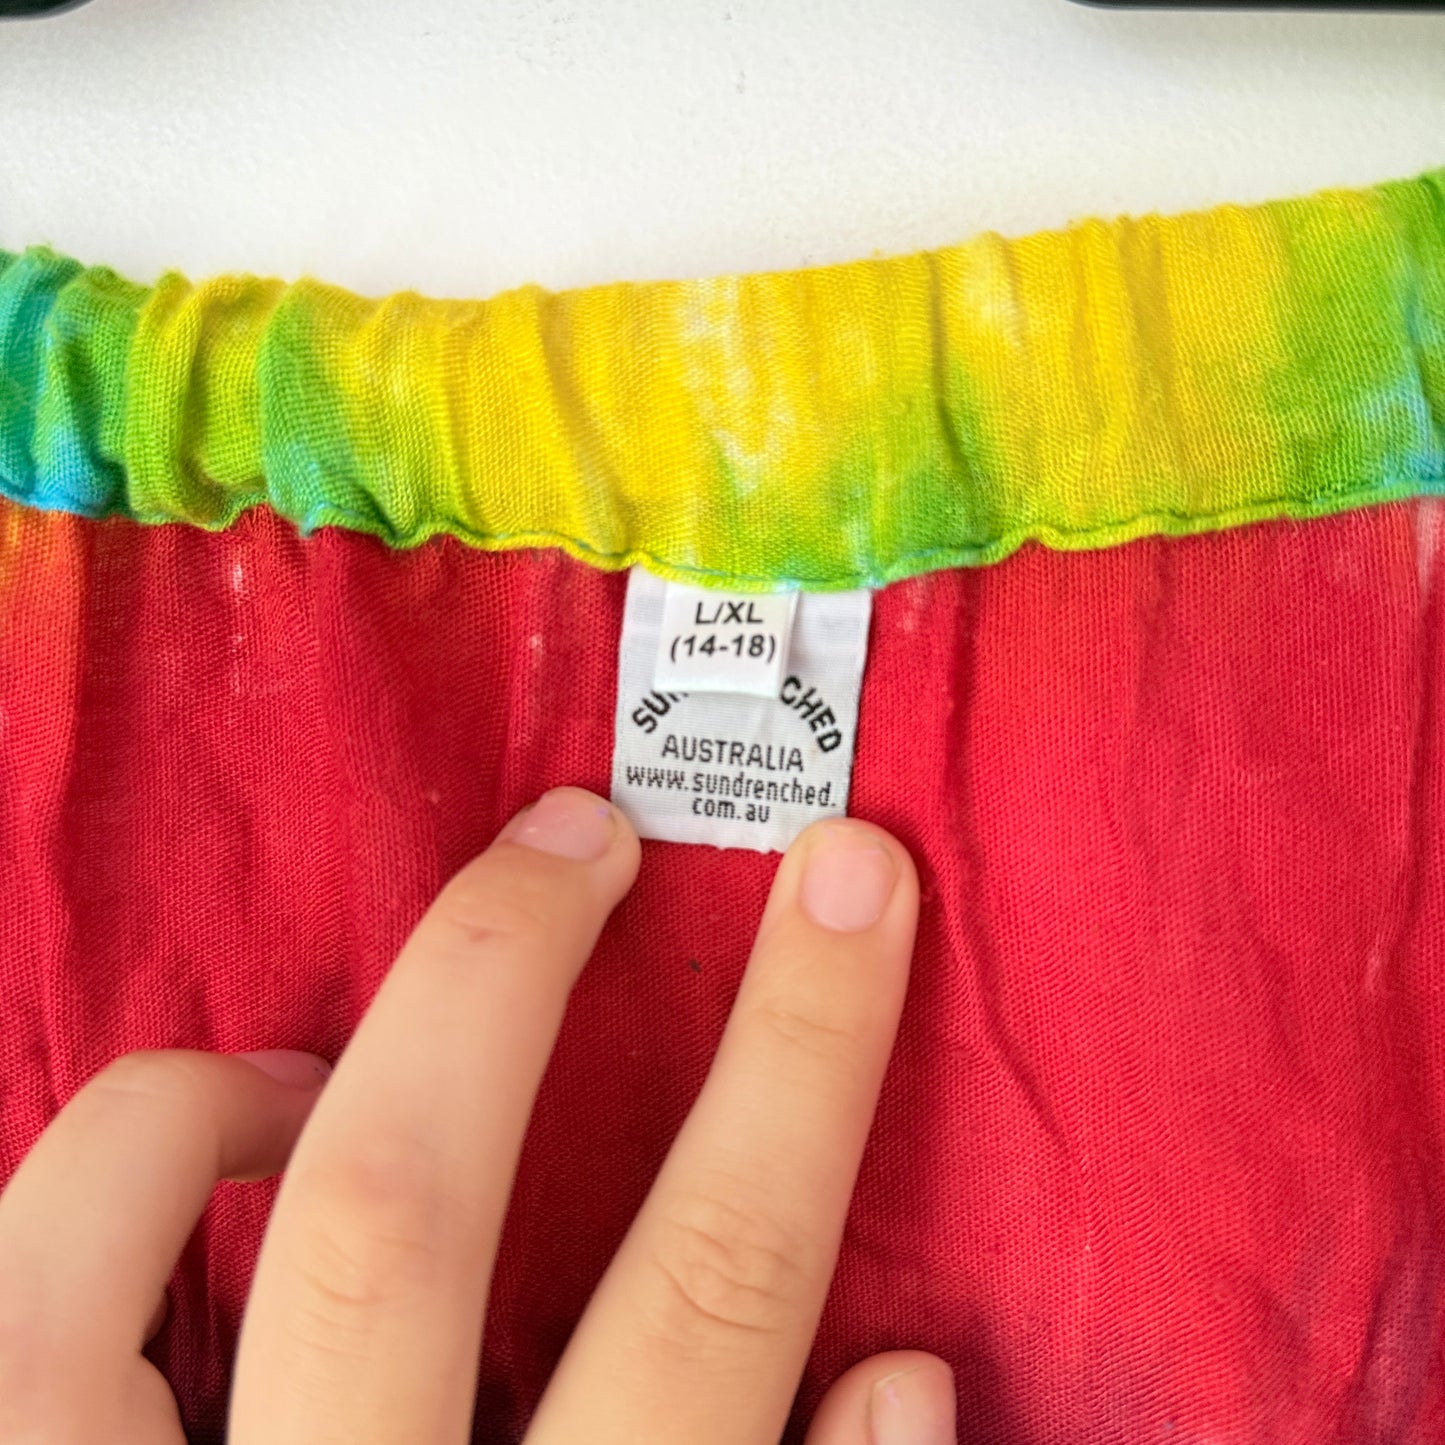 L/XL
(14-18)
AUSTRALIA
www.sundrenched.
com.au